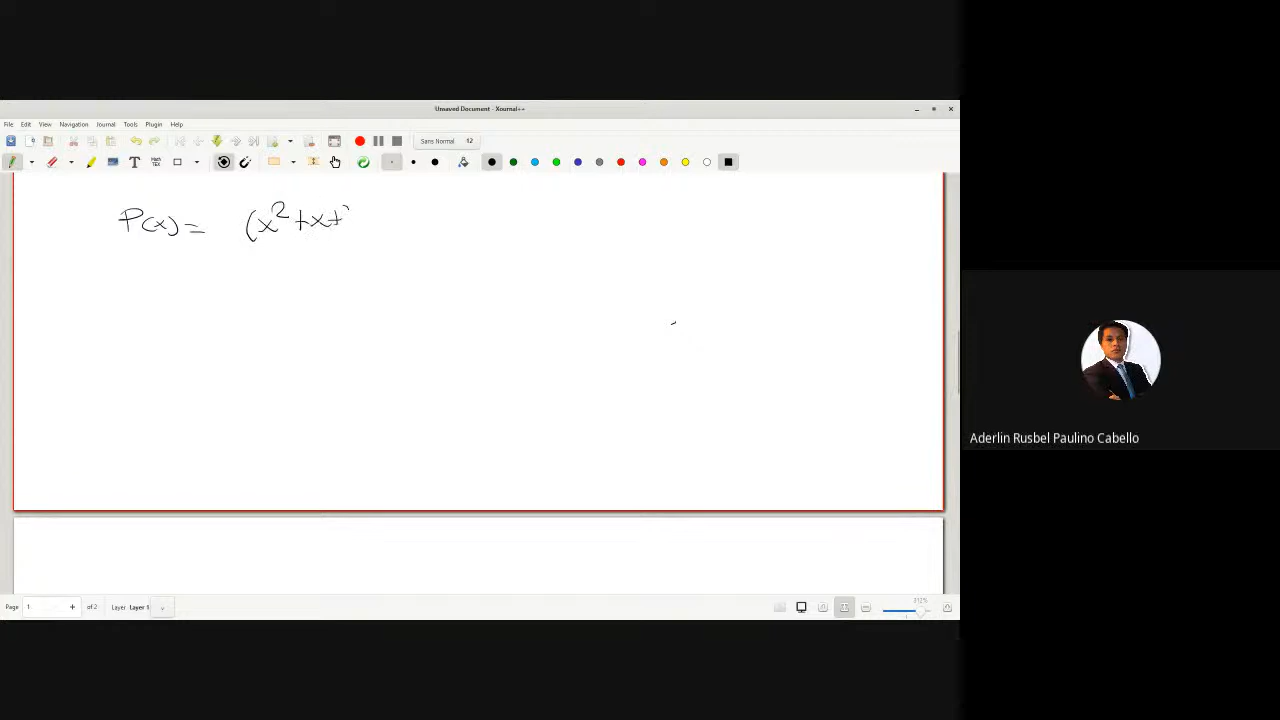 Unsaved Document - Xournal++
File Edit View Navigation Journal Tools Plugin Help
Sans Normal 12
P(x) = (x² + x +
Aderlin Rusbel Paulino Cabello
Page 1 of 2 Layer Layer 1 312%